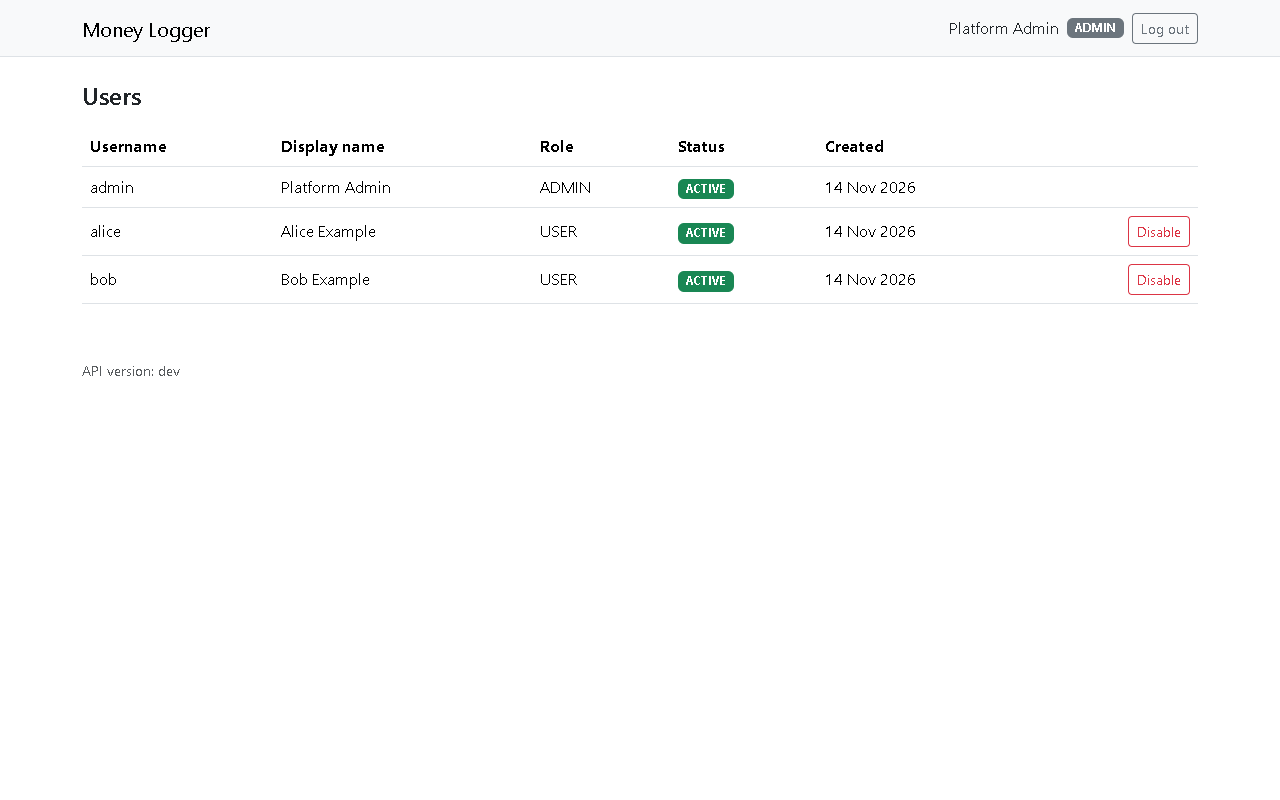 Money Logger
Platform Admin ADMIN Log out
Users
Username Display name Role Status Created
admin Platform Admin ADMIN ACTIVE 14 Nov 2026
alice Alice Example USER ACTIVE 14 Nov 2026 Disable
bob Bob Example USER ACTIVE 14 Nov 2026 Disable
API version: dev